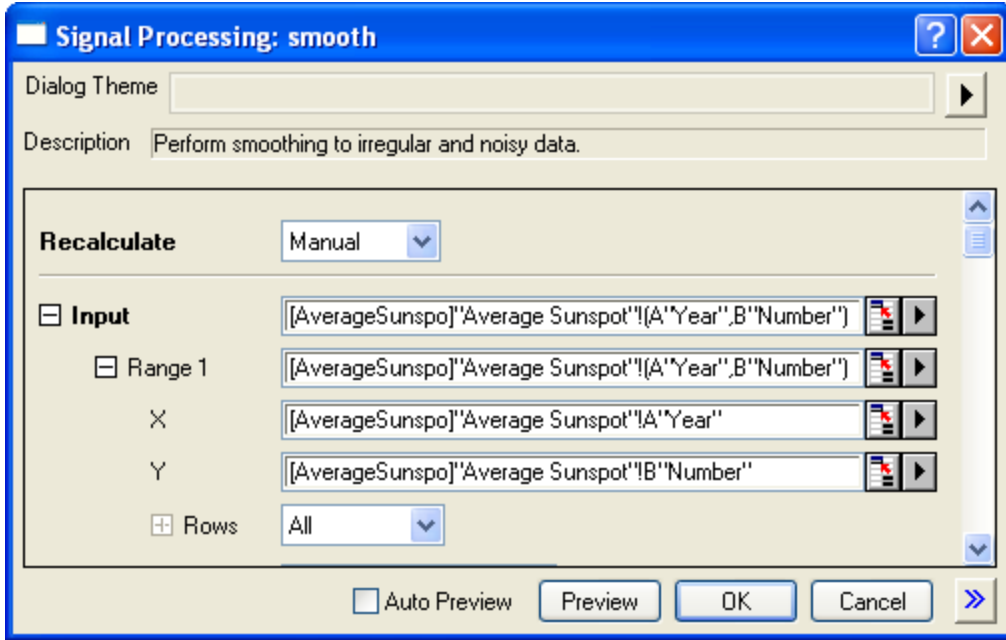 Signal Processing: smooth
Dialog Theme
Description Perform smoothing to irregular and noisy data.
Recalculate Manual
Input [AverageSunspo]"Average Sunspot"!(A"Year",B"Number")
Range 1 [AverageSunspo]"Average Sunspot"!(A"Year",B"Number")
X [AverageSunspo]"Average Sunspot"!A"Year"
Y [AverageSunspo]"Average Sunspot"!B"Number"
Rows All
Auto Preview Preview OK Cancel